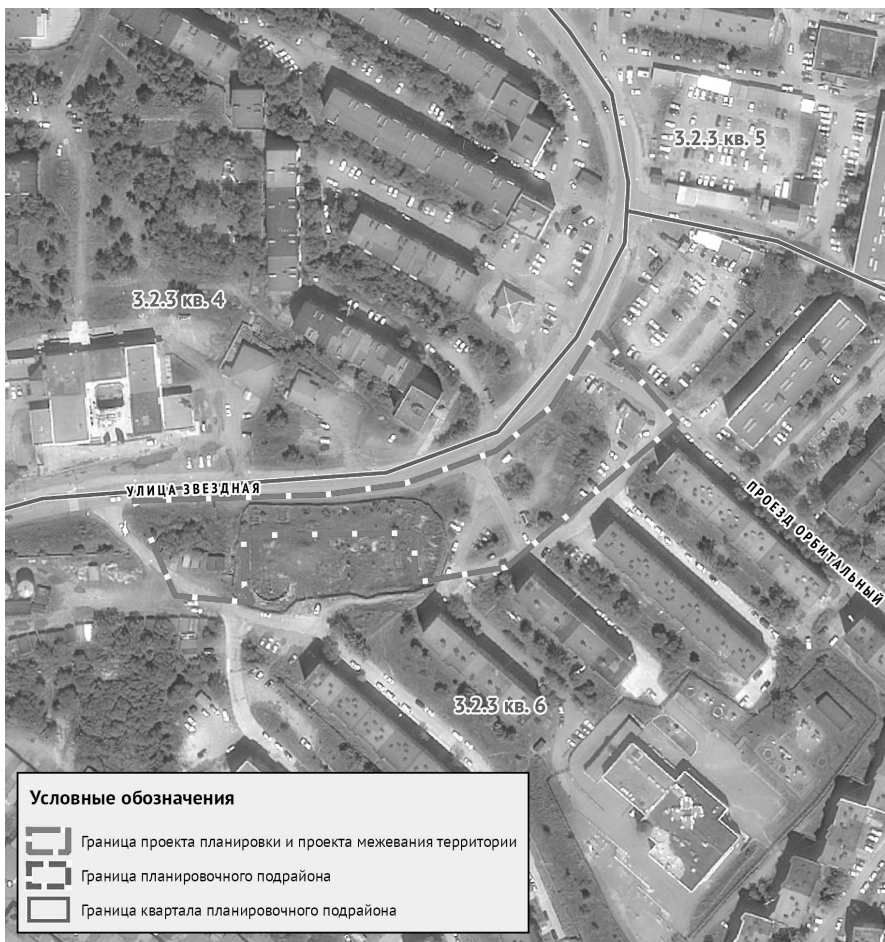 3.2.3 кв. 5
3.2.3 кв. 4
УЛИЦА ЗВЕЗДНАЯ
ПРОЕЗД ОРБИТАЛЬНЫЙ
3.2.3 кв. 6
Условные обозначения
Граница проекта планировки и проекта межевания территории
Граница планировочного подрайона
Граница квартала планировочного подрайона